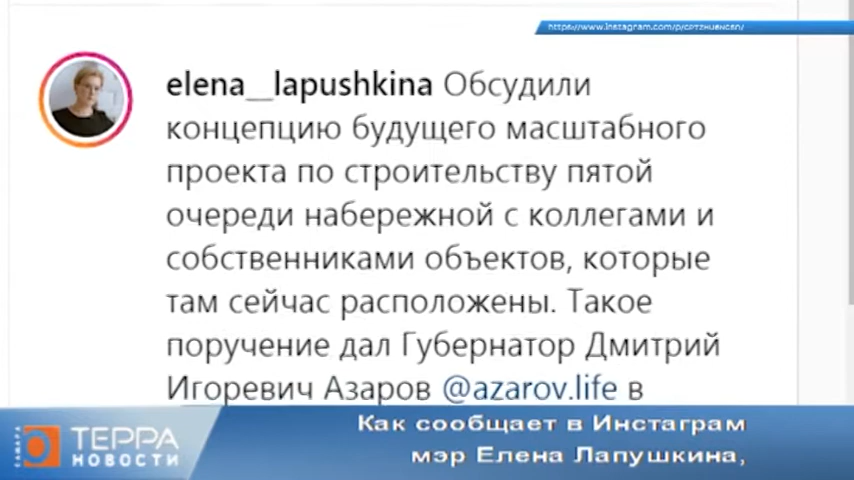 elena__lapushkina Обсудили
концепцию будущего масштабного
проекта по строительству пятой
очереди набережной с коллегами и
собственниками объектов, которые
там сейчас расположены. Такое
поручение дал Губернатор Дмитрий
Игоревич Азаров @azarov.life в
Как сообщает в Инстаграм
мэр Елена Лапушкина,
САМАРА
ТЕРРА
НОВОСТИ